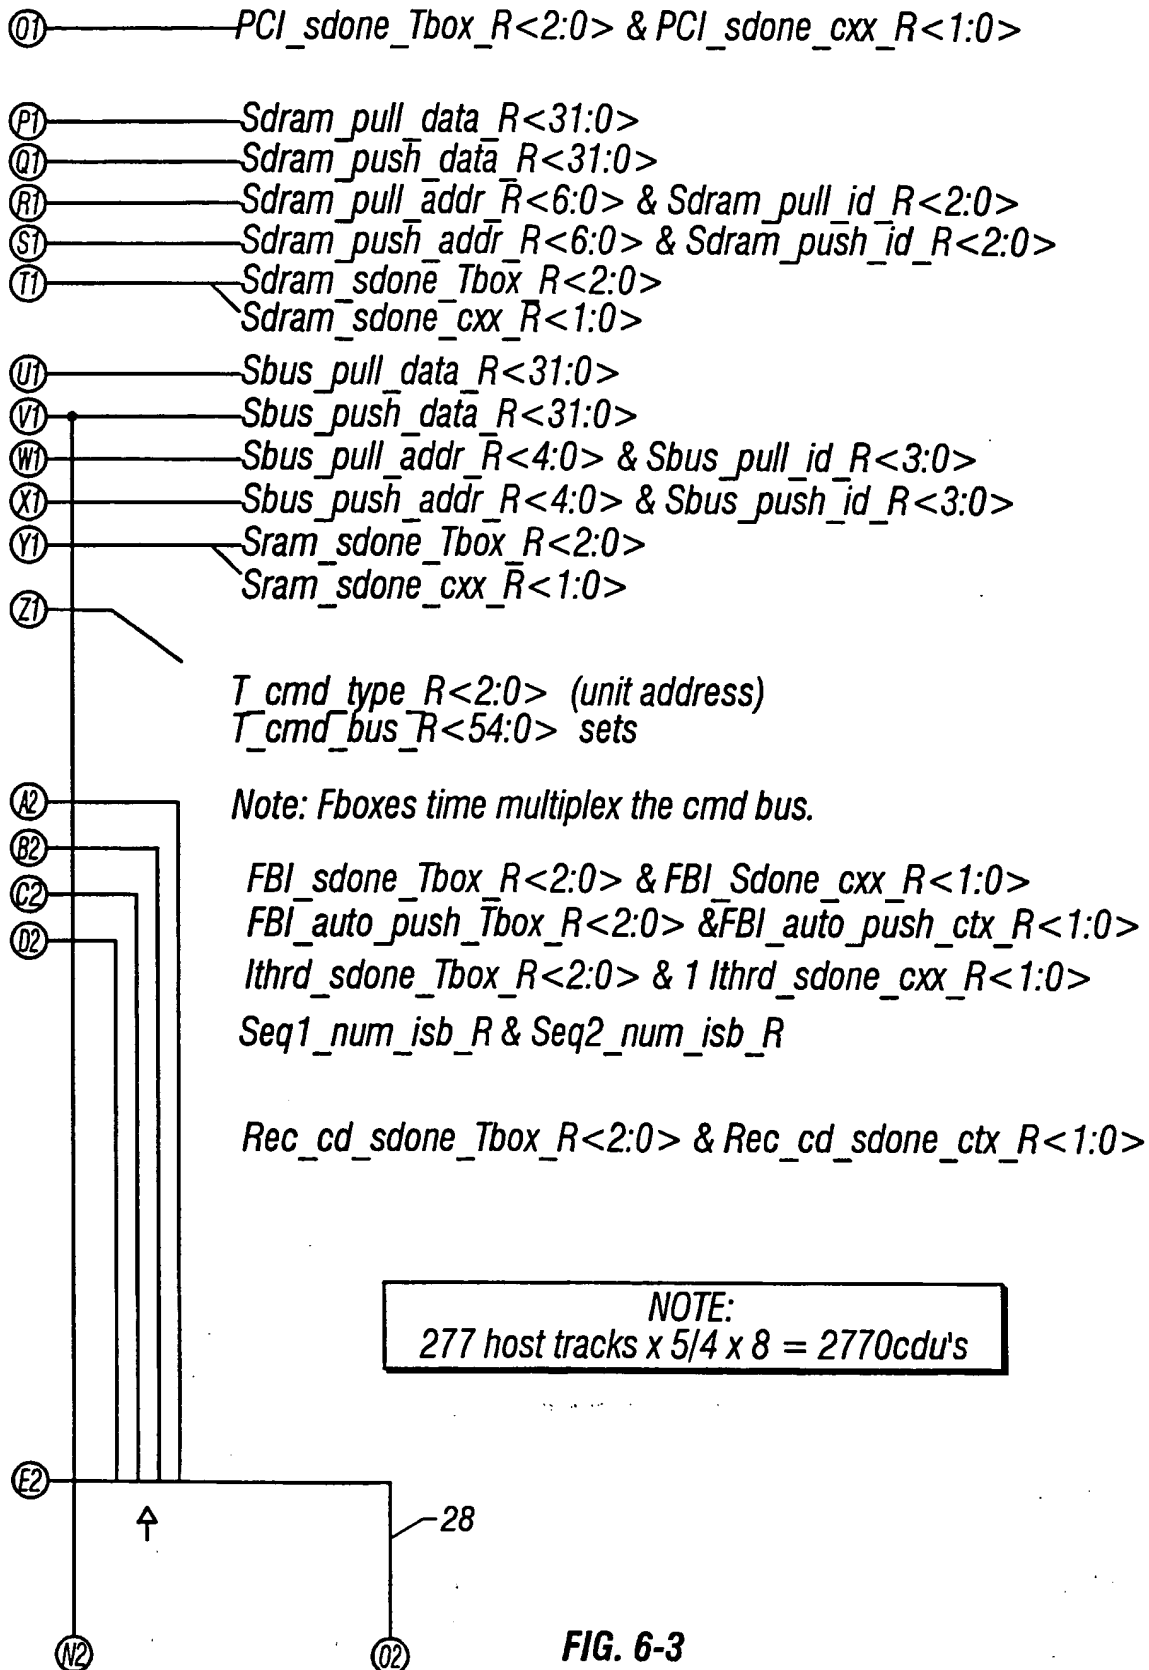 O1 PCI_sdone_Tbox_R<2:0> & PCI_sdone_cxx_R<1:0>
P1 Sdram_pull_data_R<31:0>
Q1 Sdram_push_data_R<31:0>
R1 Sdram_pull_addr_R<6:0> & Sdram_pull_id_R<2:0>
S1 Sdram_push_addr_R<6:0> & Sdram_push_id_R<2:0>
T1 Sdram_sdone_Tbox_R<2:0>
Sdram_sdone_cxx_R<1:0>
U1 Sbus_pull_data_R<31:0>
V1 Sbus_push_data_R<31:0>
W1 Sbus_pull_addr_R<4:0> & Sbus_pull_id_R<3:0>
X1 Sbus_push_addr_R<4:0> & Sbus_push_id_R<3:0>
Y1 Sram_sdone_Tbox_R<2:0>
Sram_sdone_cxx_R<1:0>
Z1
T_cmd_type_R<2:0> (unit address)
T_cmd_bus_R<54:0> sets
A2 Note: Fboxes time multiplex the cmd bus.
B2
FBI_sdone_Tbox_R<2:0> & FBI_Sdone_cxx_R<1:0>
C2
FBI_auto_push_Tbox_R<2:0> &FBI_auto_push_ctx_R<1:0>
D2
Ithrd_sdone_Tbox_R<2:0> & 1 Ithrd_sdone_cxx_R<1:0>
Seq1_num_isb_R & Seq2_num_isb_R
Rec_cd_sdone_Tbox_R<2:0> & Rec_cd_sdone_ctx_R<1:0>
NOTE:
277 host tracks x 5/4 x 8 = 2770cdu's
E2
28
N2
O2
FIG. 6-3